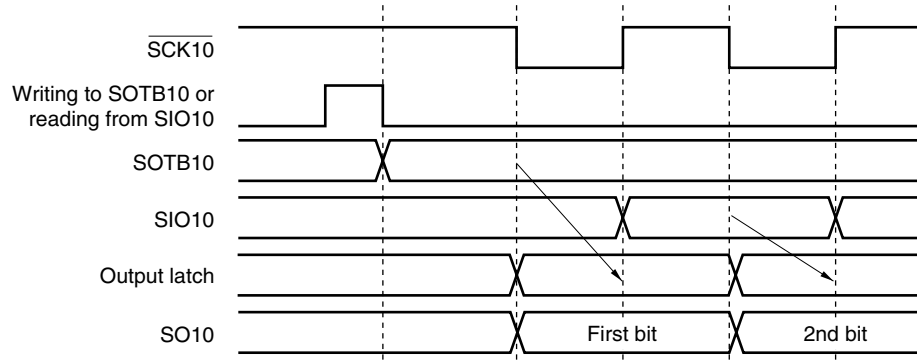 SCK10
Writing to SOTB10 or
reading from SIO10
SOTB10
SIO10
Output latch
SO10
First bit
2nd bit